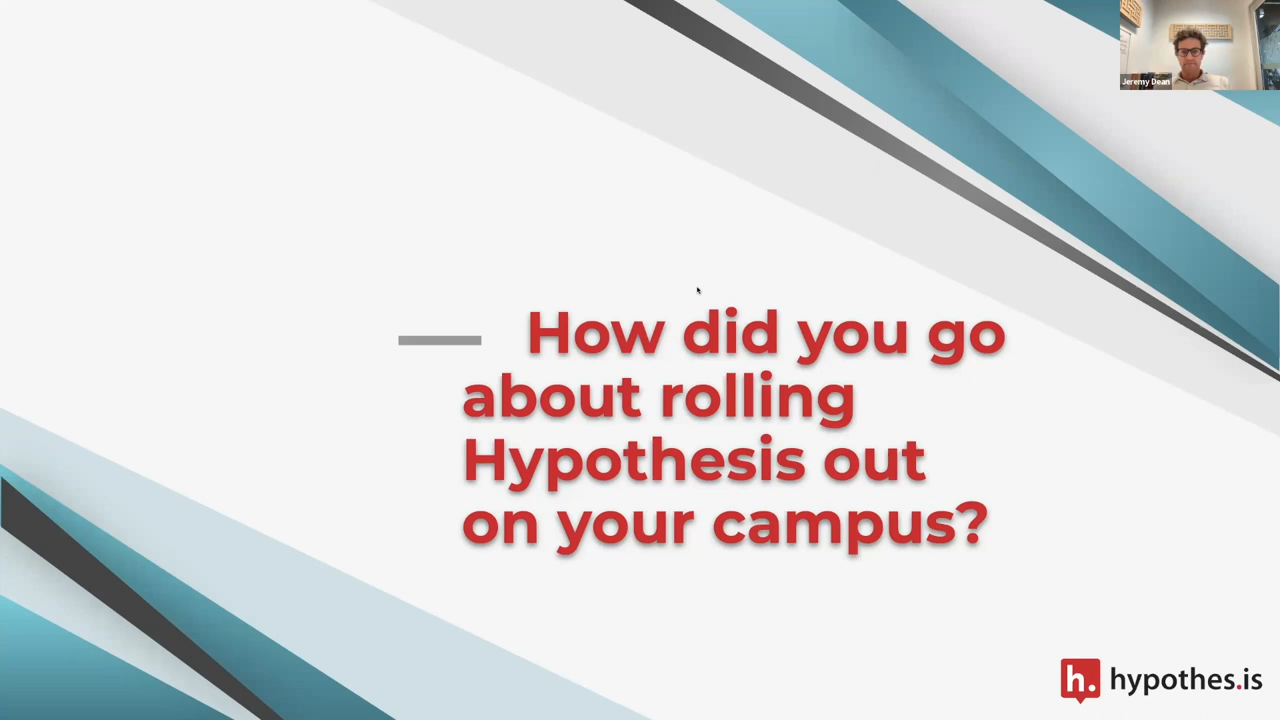 Jeremy Dean
How did you go
about rolling
Hypothesis out
on your campus?
h. hypothes.is